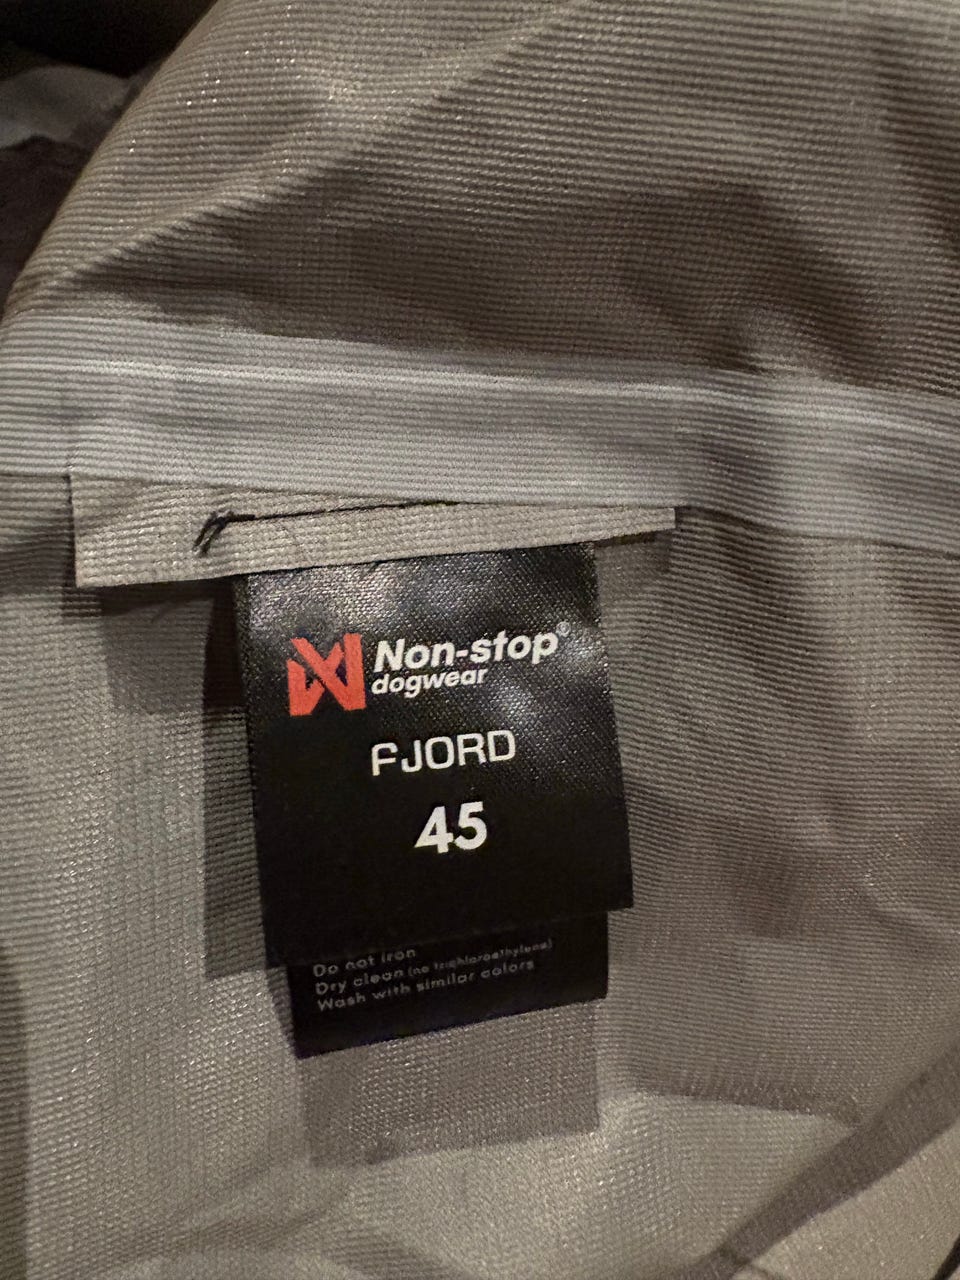 Non-stop®
dogwear
FJORD
45
Do not iron
Dry clean (no trichloroethylene)
Wash with similar colors